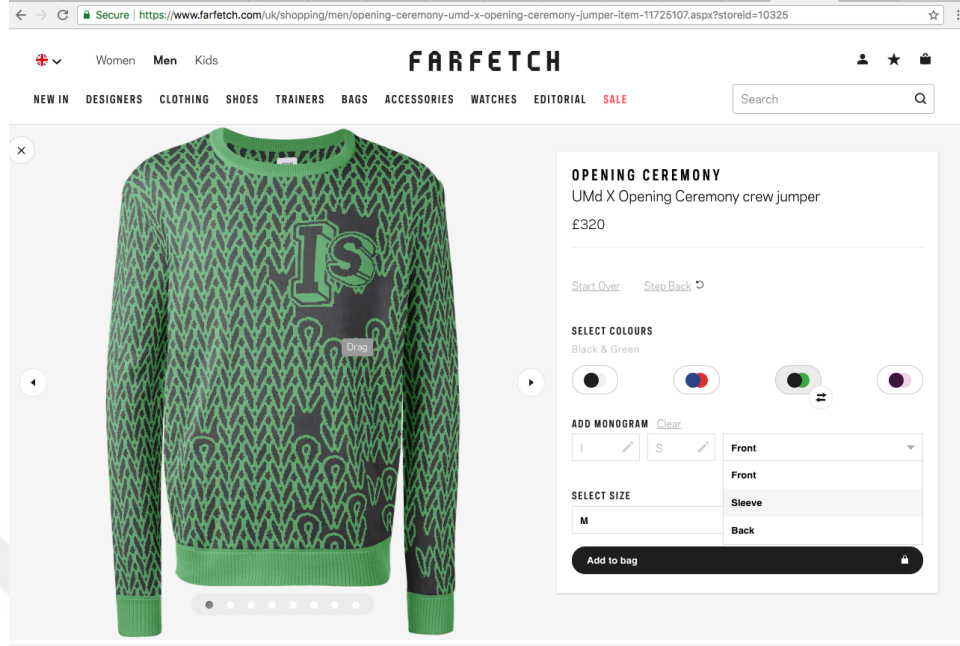 Secure | https://www.farfetch.com/uk/shopping/men/opening-ceremony-umd-x-opening-ceremony-jumper-item-11725107.aspx?storeid=10325
Women Men Kids
FARFETCH
NEW IN DESIGNERS CLOTHING SHOES TRAINERS BAGS ACCESSORIES WATCHES EDITORIAL SALE
Search
OPENING CEREMONY
UMd X Opening Ceremony crew jumper
£320
Start Over Step Back
Is
Drag
SELECT COLOURS
Black & Green
ADD MONOGRAM Clear
I S Front
Front
Sleeve
Back
SELECT SIZE
M
Add to bag